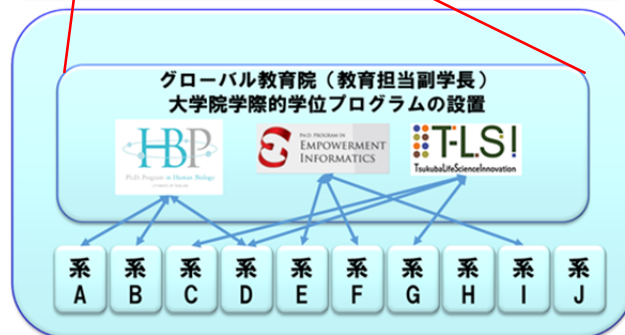 グローバル教育院（教育担当副学長）
大学院学際的学位プログラムの設置
HBP
Ph.D. Program in Human Biology
PH.D. PROGRAM IN
EMPOWERMENT
INFORMATICS
T-LSI
TsukubaLifeScienceInnovation
系 系 系 系 系 系 系 系 系 系
A B C D E F G H I J